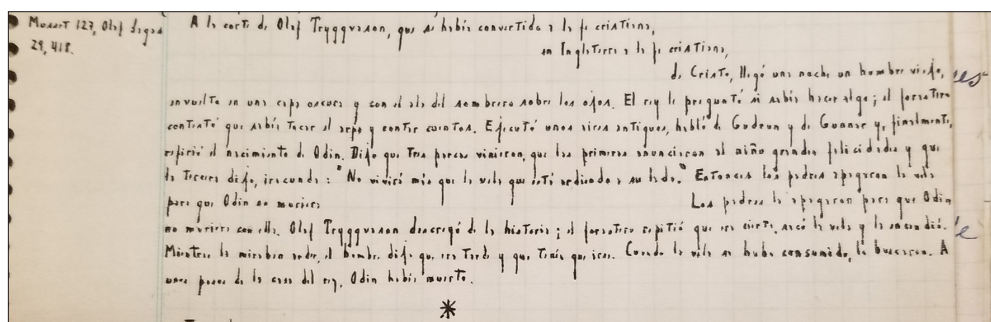 Mosset 127, Olaf Sagas
29, 418.
A la corte de Olaf Tryggvason, que se había convertido a la fe cristiana,
en Inglaterra a la fe cristiana,
de Cristo, llegó una noche un hombre viejo,
envuelto en una capa oscura y con el ala del sombrero sobre los ojos. El rey le preguntó si sabía hacer algo; el forastero
contestó que sabía tocar el arpa y contar cuentos. Ejecutó unos aires antiguos, habló de Gudrun y de Gunnar y, finalmente,
refirió el nacimiento de Odin. Dijo que tres parcas vinieron, que las primeras anunciaron al niño grandes felicidades y que
la tercera dijo, iracunda: "No vivirá más que la vela que está ardiendo a su lado." Entonces los padres apagaron la vela
para que Odin no muriera
Los padres la apagaron para que Odin
no muriera con ella. Olaf Tryggvason descreyó de la historia; el forastero repitió que era cierta, sacó la vela y la encendió.
Mientras la miraban arder, el hombre dijo que era tarde y que tenía que irse. Cuando la vela se hubo consumido, lo buscaron. A
unos pasos de la casa del rey, Odin había muerto.